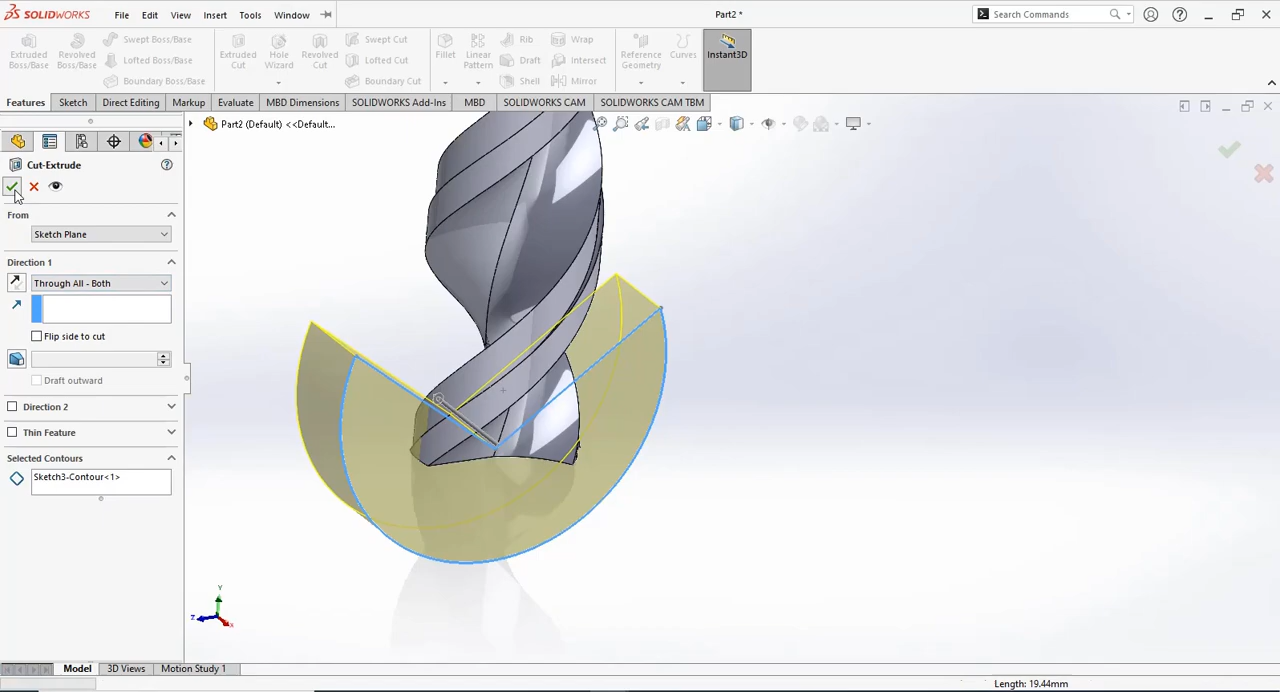 SOLIDWORKS File Edit View Insert Tools Window Part2 * Search Commands
Extruded Boss/Base
Revolved Boss/Base
Swept Boss/Base
Lofted Boss/Base
Boundary Boss/Base
Extruded Cut
Hole Wizard
Revolved Cut
Swept Cut
Lofted Cut
Boundary Cut
Fillet
Linear Pattern
Rib
Draft
Shell
Wrap
Intersect
Mirror
Reference Geometry
Curves
Instant3D
Features Sketch Direct Editing Markup Evaluate MBD Dimensions SOLIDWORKS Add-Ins MBD SOLIDWORKS CAM SOLIDWORKS CAM TBM
Part2 (Default) <<Default...
Cut-Extrude
From
Sketch Plane
Direction 1
Through All - Both
Flip side to cut
Draft outward
Direction 2
Thin Feature
Selected Contours
Sketch3-Contour<1>
Y
Z
X
Model 3D Views Motion Study 1
Length: 19.44mm